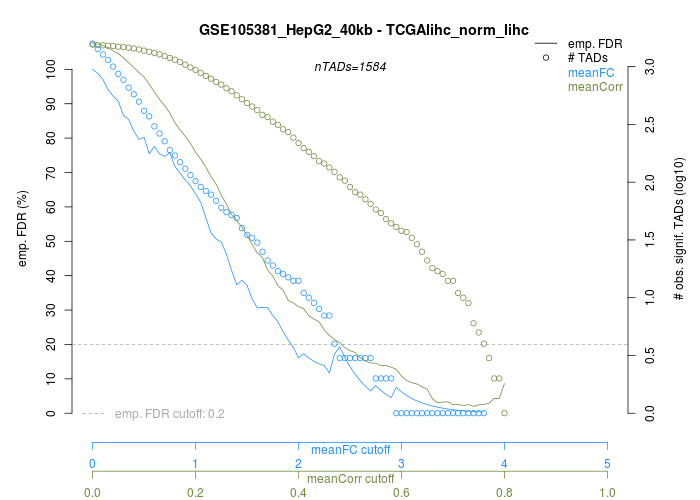 GSE105381_HepG2_40kb - TCGAlihc_norm_lihc
nTADs=1584
emp. FDR
# TADs
meanFC
meanCorr
emp. FDR (%)
0 10 20 30 40 50 60 70 80 90 100
# obs. signif. TADs (log10)
0.0 0.5 1.0 1.5 2.0 2.5 3.0
emp. FDR cutoff: 0.2
meanFC cutoff
0 1 2 3 4 5
meanCorr cutoff
0.0 0.2 0.4 0.6 0.8 1.0